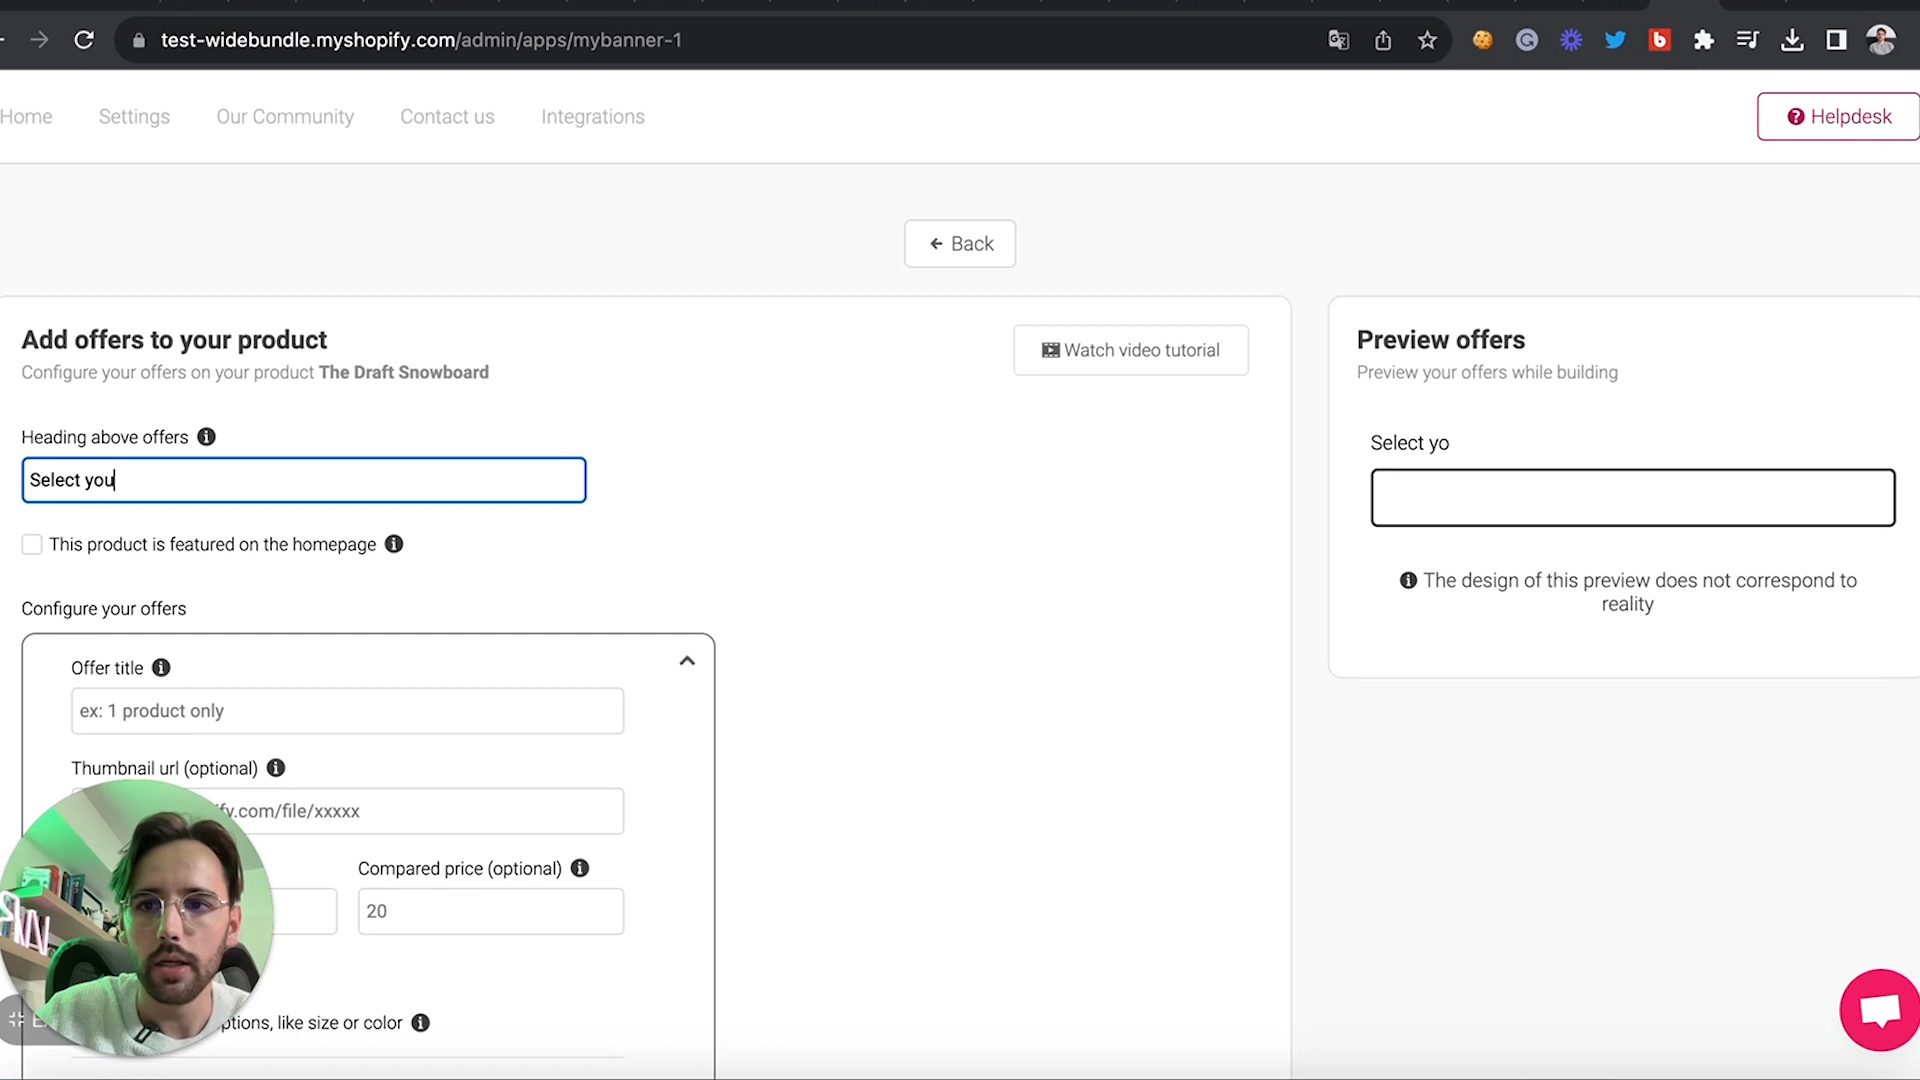 test-widebundle.myshopify.com/admin/apps/mybanner-1
Home Settings Our Community Contact us Integrations
Helpdesk
Back
Add offers to your product
Configure your offers on your product The Draft Snowboard
Watch video tutorial
Heading above offers
Select you
This product is featured on the homepage
Configure your offers
Offer title
ex: 1 product only
Thumbnail url (optional)
fy.com/file/xxxxx
Compared price (optional)
20
ptions, like size or color
Preview offers
Preview your offers while building
Select yo
The design of this preview does not correspond to
reality